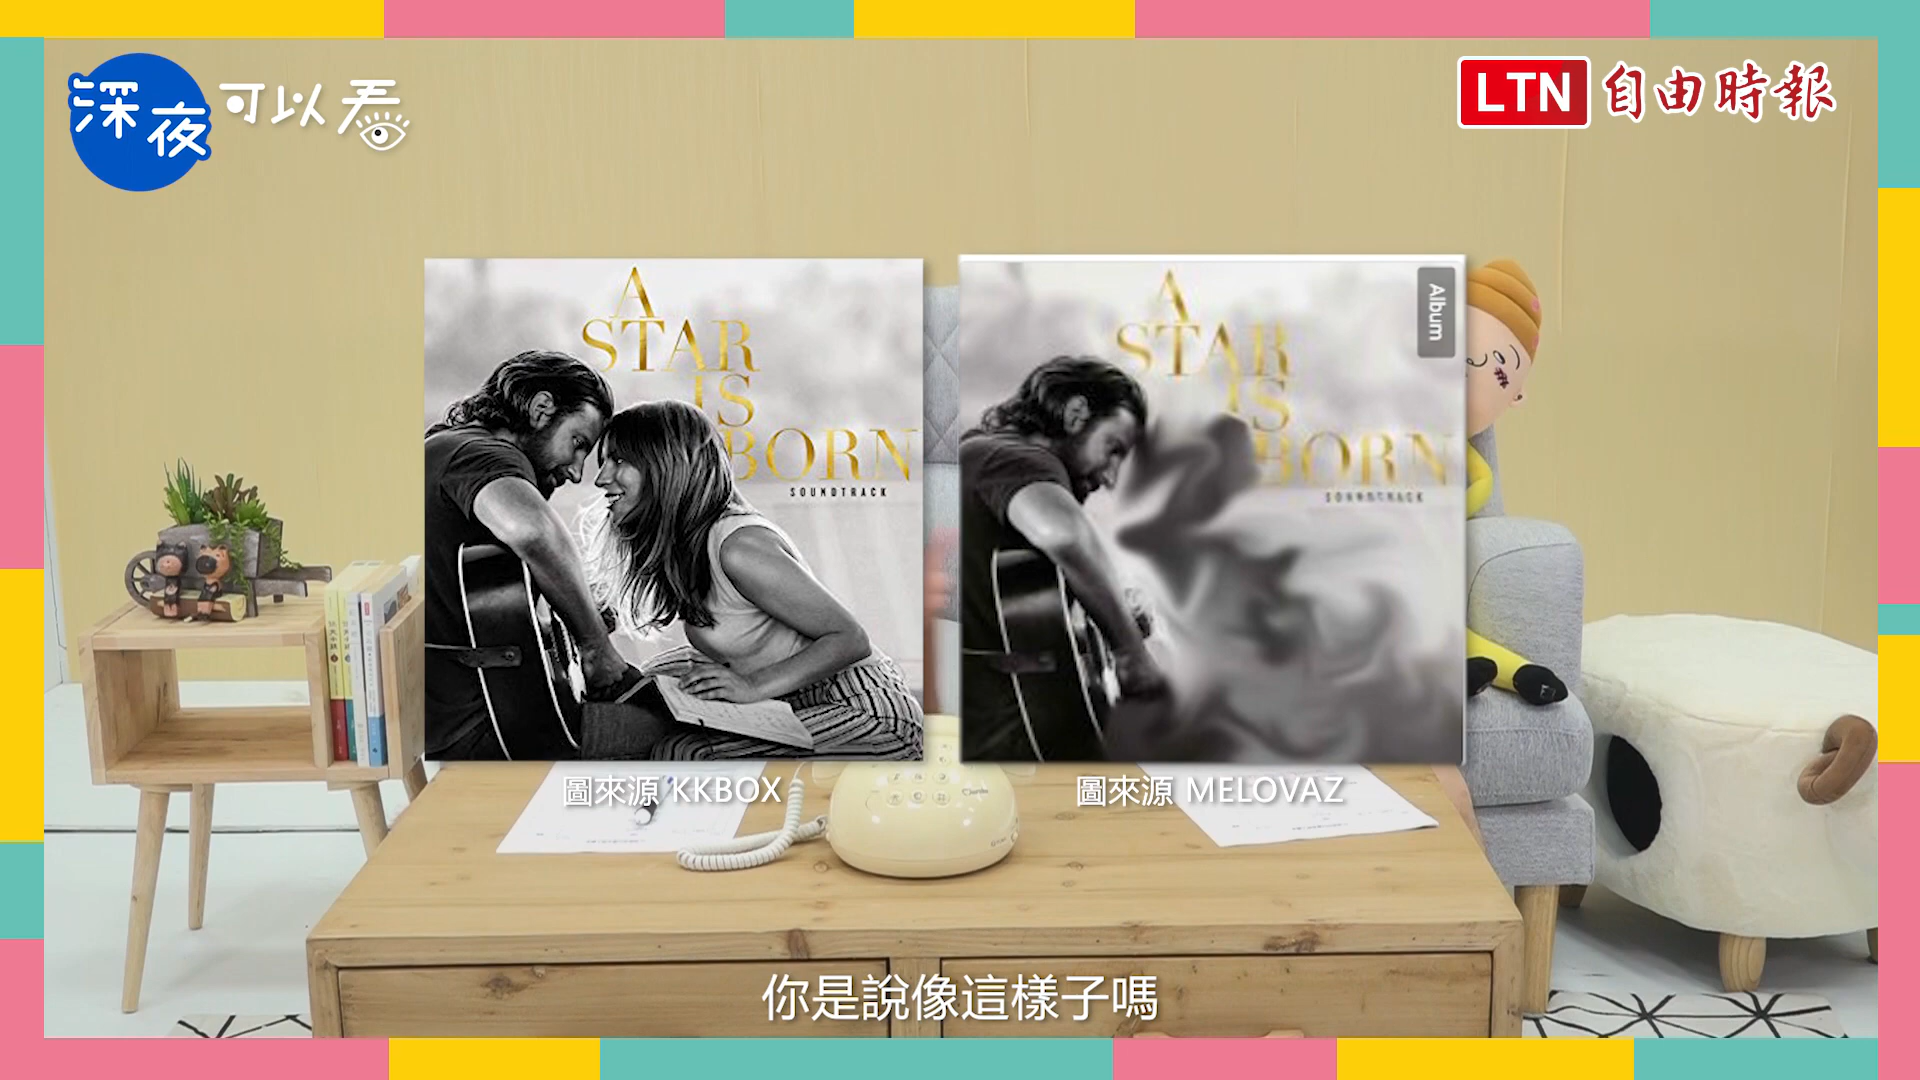 深夜可以看
LTN 自由時報
A
STAR
IS
BORN
SOUNDTRACK
A
STAR
IS
BORN
SOUNDTRACK
Album
圖來源 KKBOX
圖來源 MELOVAZ
你是說像這樣子嗎